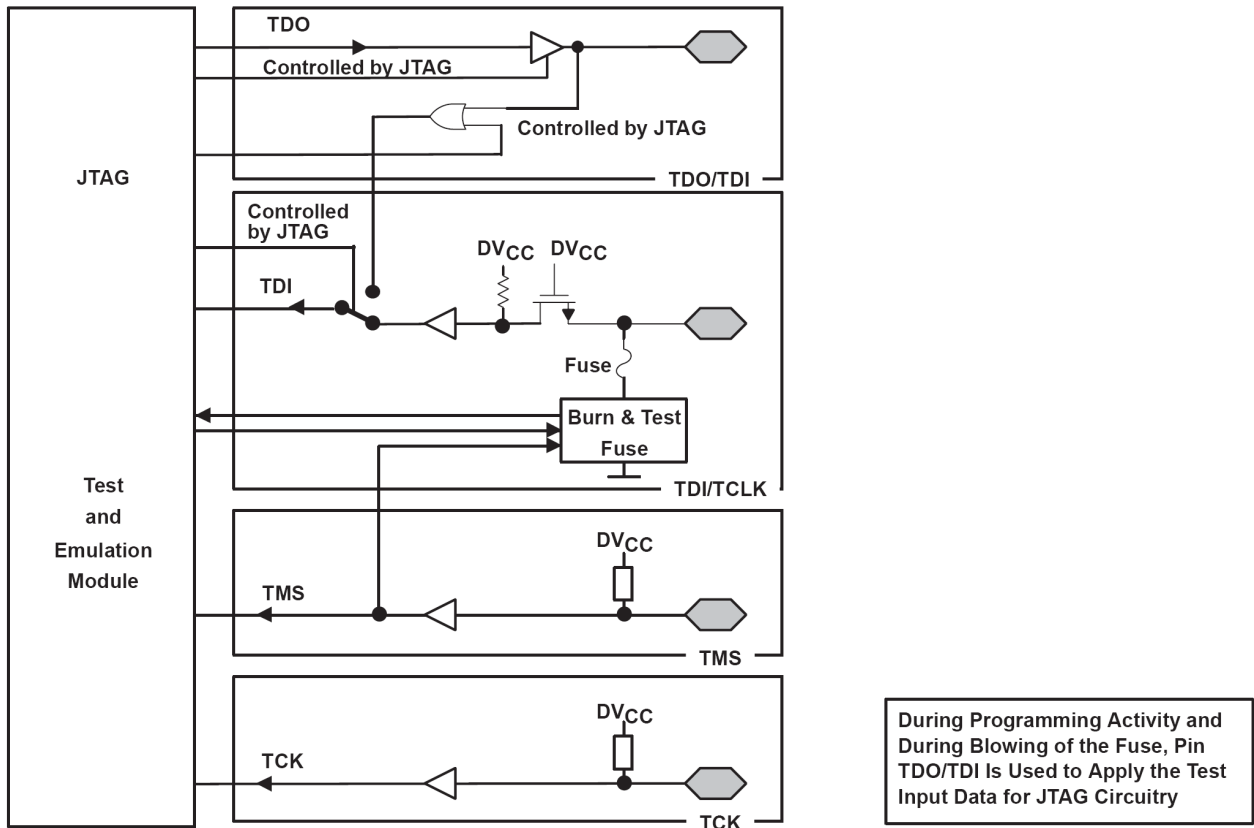 TDO
Controlled by JTAG
Controlled by JTAG
TDO/TDI
JTAG
Controlled
by JTAG
DVCC DVCC
TDI
Fuse
Burn & Test
Fuse
TDI/TCLK
Test
and
Emulation
Module
DVCC
TMS
TMS
DVCC
TCK
TCK
During Programming Activity and
During Blowing of the Fuse, Pin
TDO/TDI Is Used to Apply the Test
Input Data for JTAG Circuitry